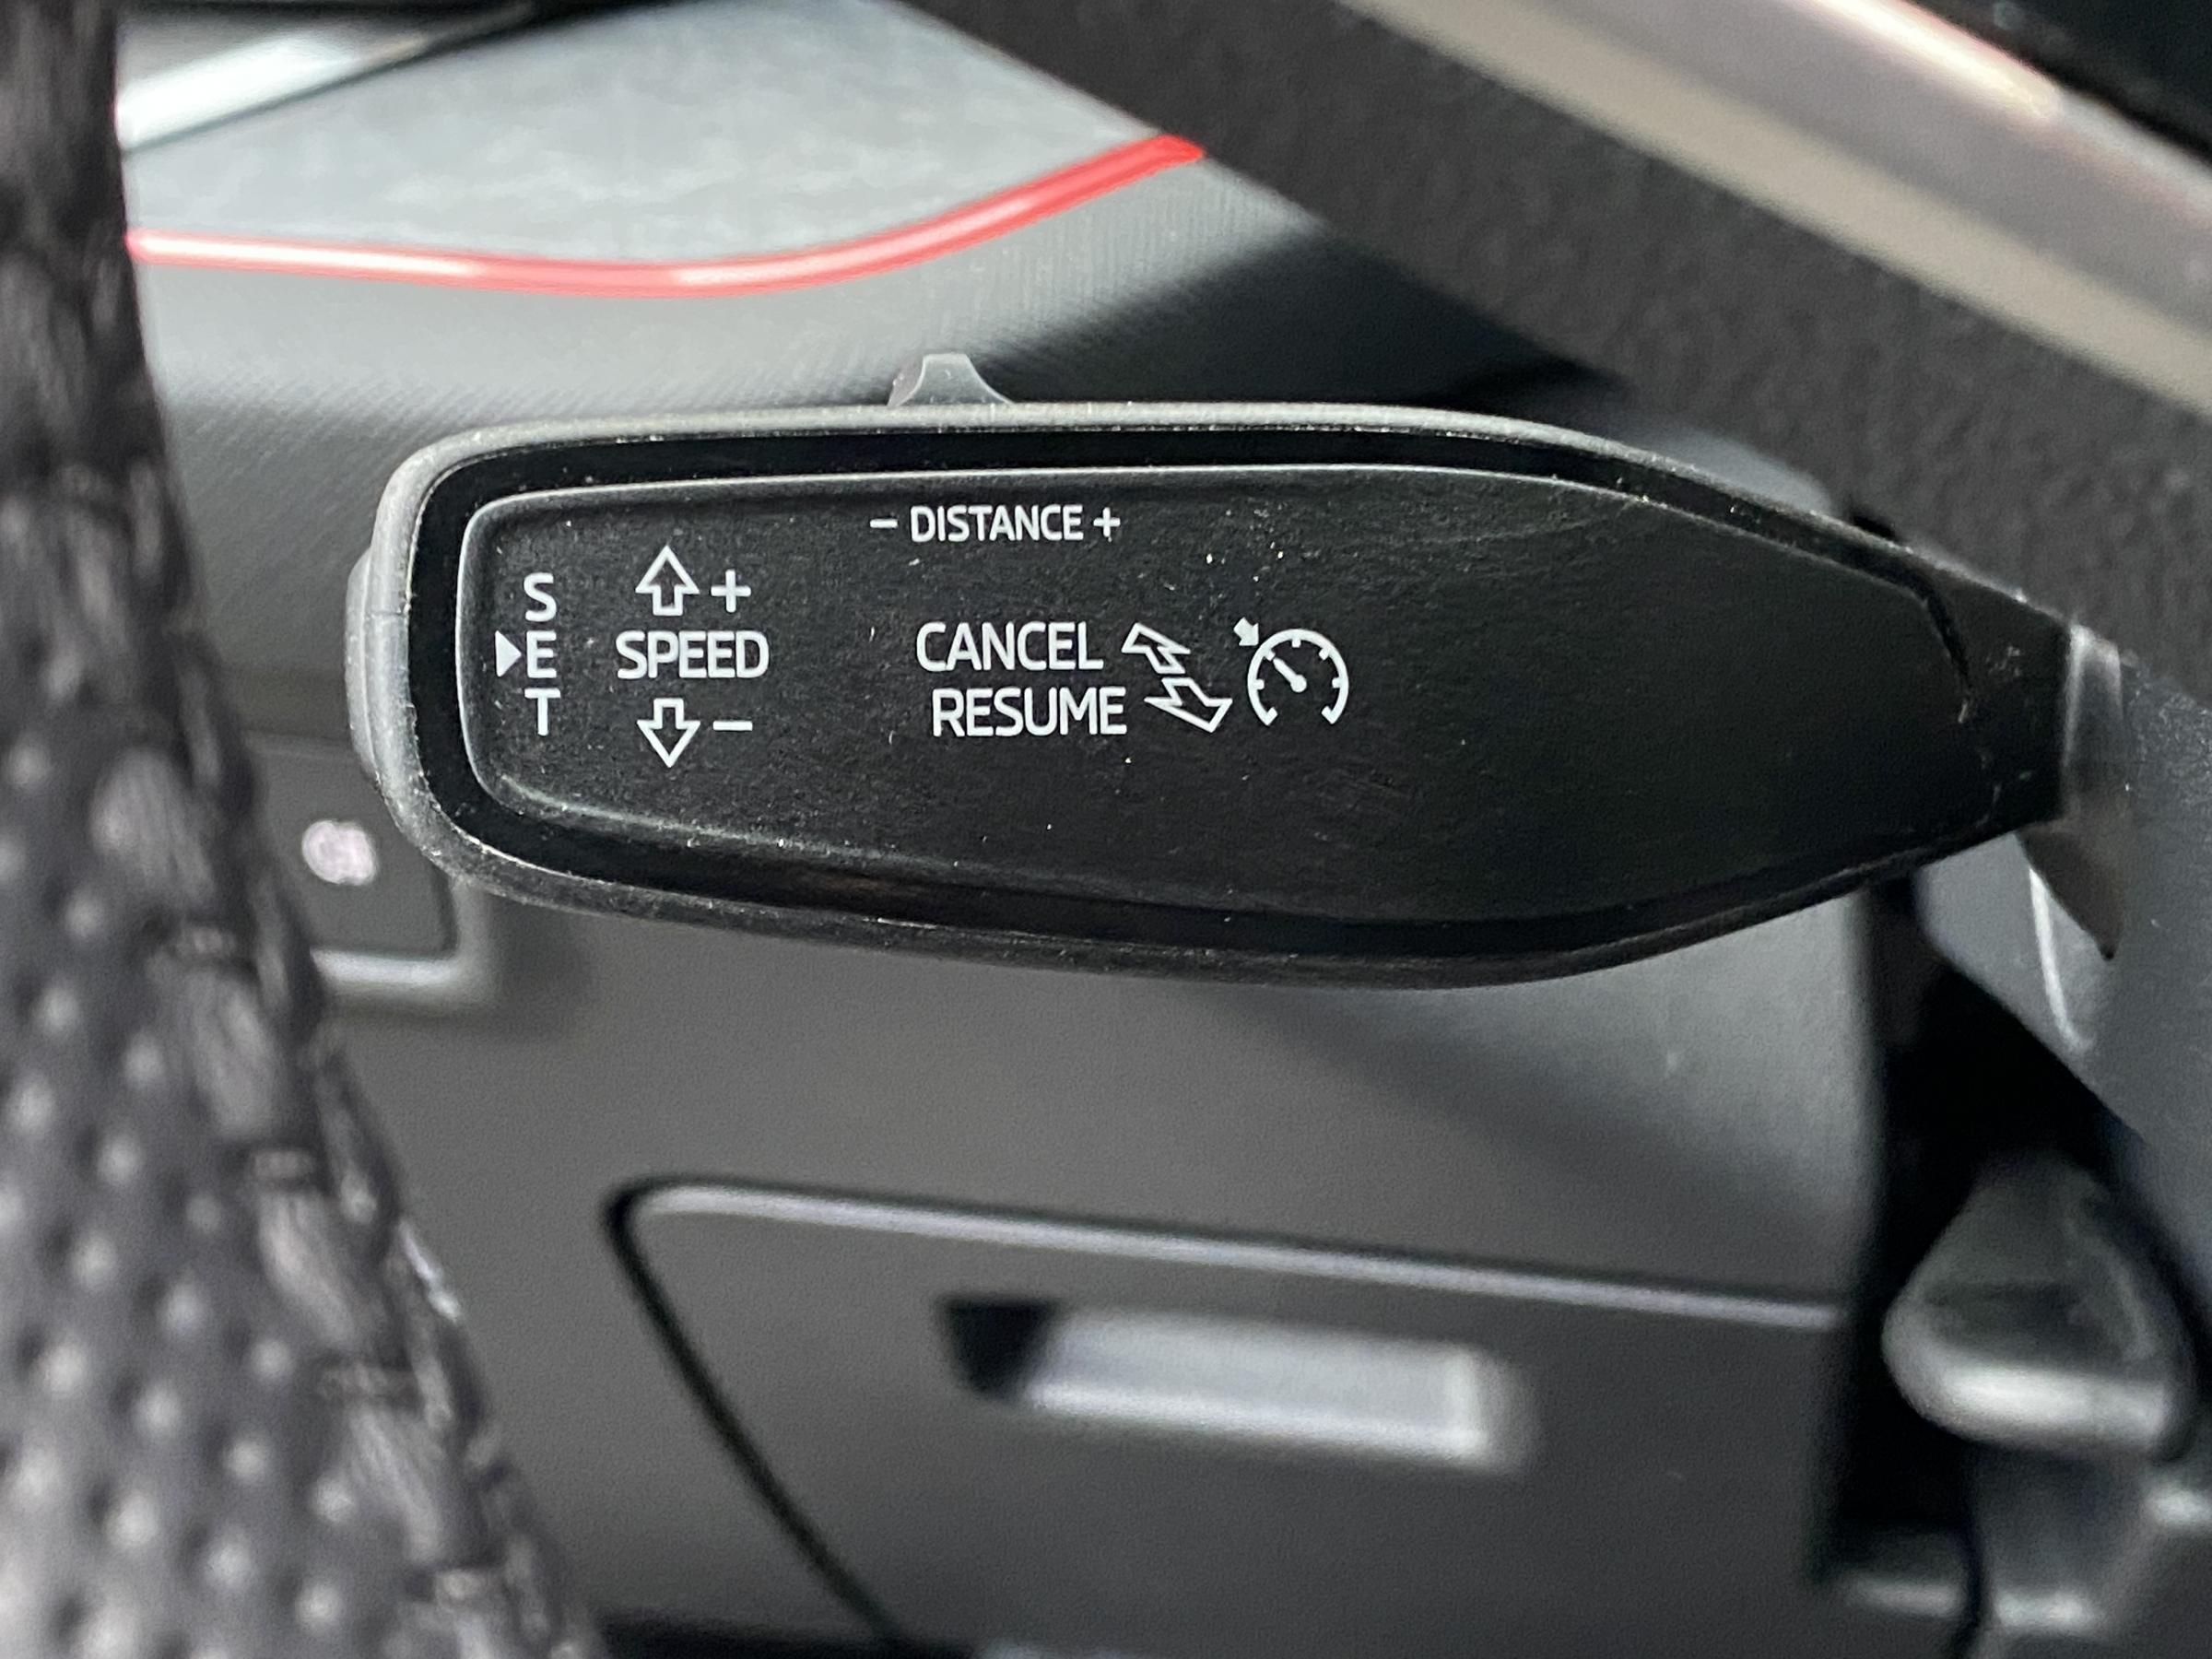 - DISTANCE +
SET
+
SPEED
-
CANCEL
RESUME